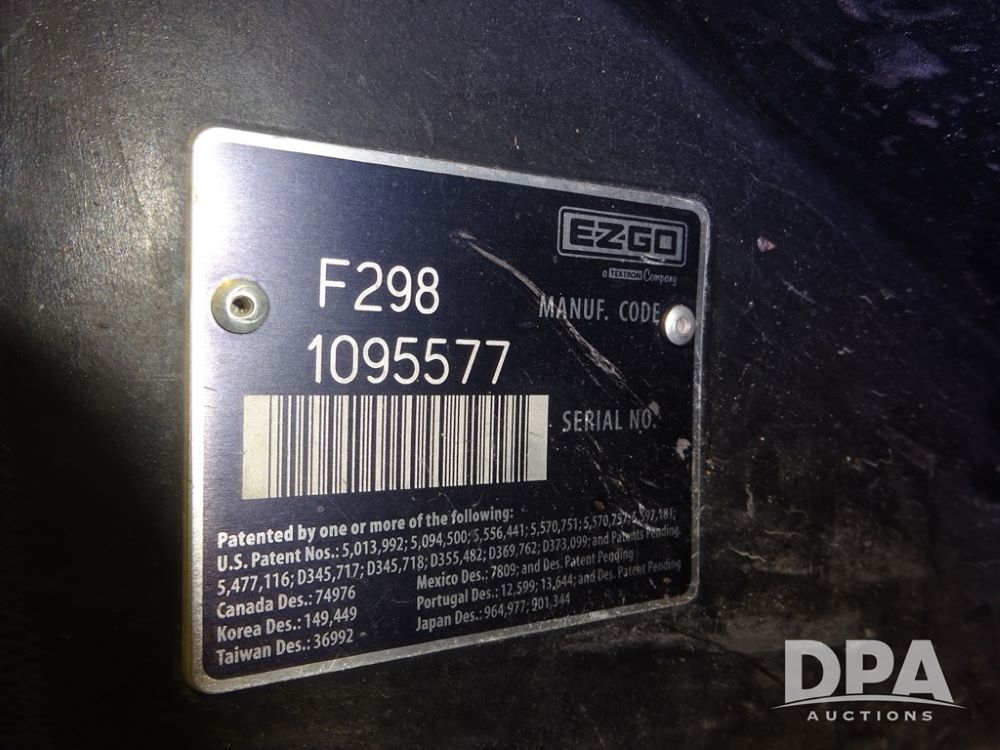 E-Z-GO
a TEXTRON Company
F298 MANUF. CODE
1095577
SERIAL NO.
Patented by one or more of the following:
U.S. Patent Nos.: 5,013,992; 5,094,500; 5,556,441; 5,570,751; 5,570,757; 5,597,181;
5,477,116; D345,717; D345,718; D355,482; D369,762; D373,099; and Patents Pending.
Canada Des.: 74976 Mexico Des.: 7809; and Des. Patent Pending
Korea Des.: 149,449 Portugal Des.: 12,599; 13,644; and Des. Patent Pending
Taiwan Des.: 36992 Japan Des.: 964,977; 901,344
DPA
AUCTIONS